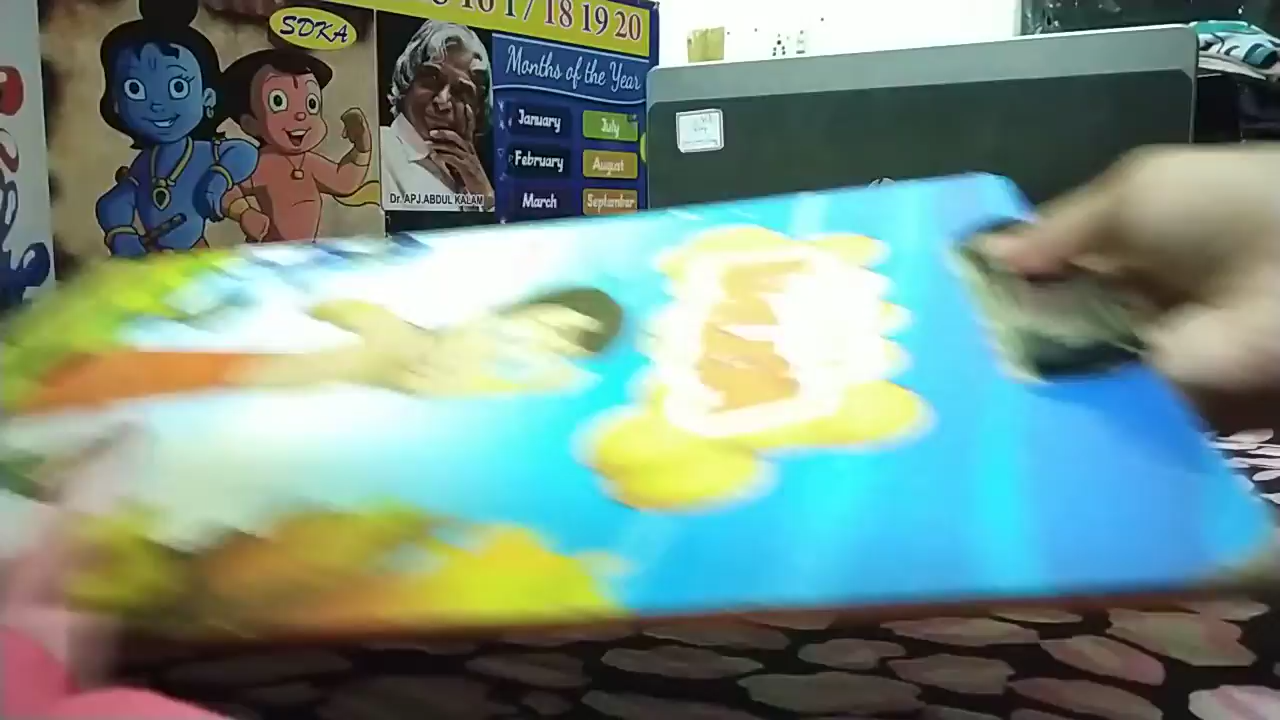 SDKA
16 17 18 19 20
Months of the Year
January July
February August
March September
Dr. APJ.ABDUL KALAM